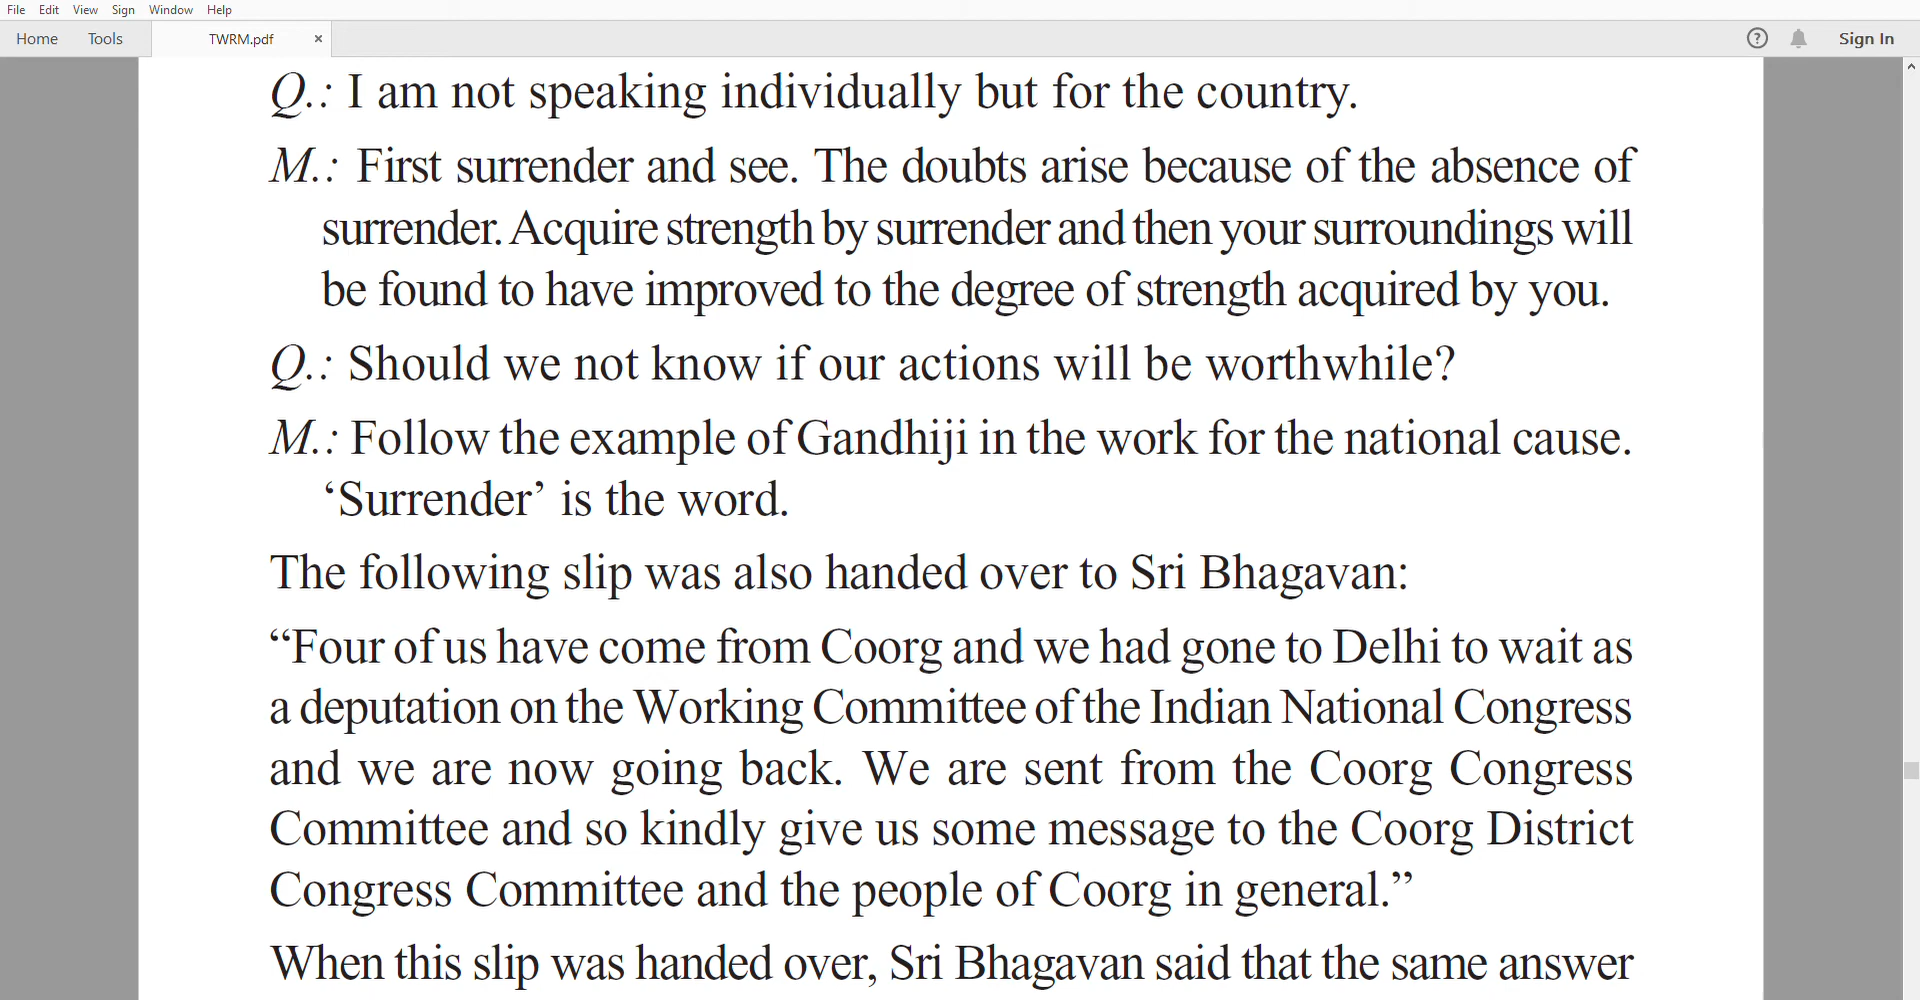 File Edit View Sign Window Help
Home Tools TWRM.pdf × ? Sign In
Q.: I am not speaking individually but for the country.
M.: First surrender and see. The doubts arise because of the absence of
surrender. Acquire strength by surrender and then your surroundings will
be found to have improved to the degree of strength acquired by you.
Q.: Should we not know if our actions will be worthwhile?
M.: Follow the example of Gandhiji in the work for the national cause.
‘Surrender’ is the word.
The following slip was also handed over to Sri Bhagavan:
“Four of us have come from Coorg and we had gone to Delhi to wait as
a deputation on the Working Committee of the Indian National Congress
and we are now going back. We are sent from the Coorg Congress
Committee and so kindly give us some message to the Coorg District
Congress Committee and the people of Coorg in general.”
When this slip was handed over, Sri Bhagavan said that the same answer